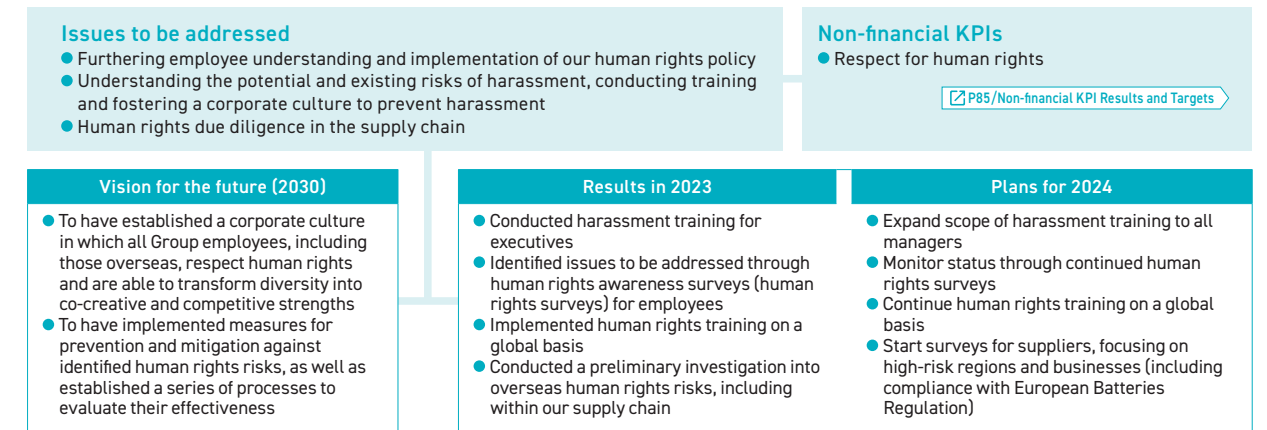 Issues to be addressed
● Furthering employee understanding and implementation of our human rights policy
● Understanding the potential and existing risks of harassment, conducting training
and fostering a corporate culture to prevent harassment
● Human rights due diligence in the supply chain
Non-financial KPIs
● Respect for human rights
P85/Non-financial KPI Results and Targets
Vision for the future (2030)
● To have established a corporate culture
in which all Group employees, including
those overseas, respect human rights
and are able to transform diversity into
co-creative and competitive strengths
● To have implemented measures for
prevention and mitigation against
identified human rights risks, as well as
established a series of processes to
evaluate their effectiveness
Results in 2023
● Conducted harassment training for
executives
● Identified issues to be addressed through
human rights awareness surveys (human
rights surveys) for employees
● Implemented human rights training on a
global basis
● Conducted a preliminary investigation into
overseas human rights risks, including
within our supply chain
Plans for 2024
● Expand scope of harassment training to all
managers
● Monitor status through continued human
rights surveys
● Continue human rights training on a global
basis
● Start surveys for suppliers, focusing on
high-risk regions and businesses (including
compliance with European Batteries
Regulation)